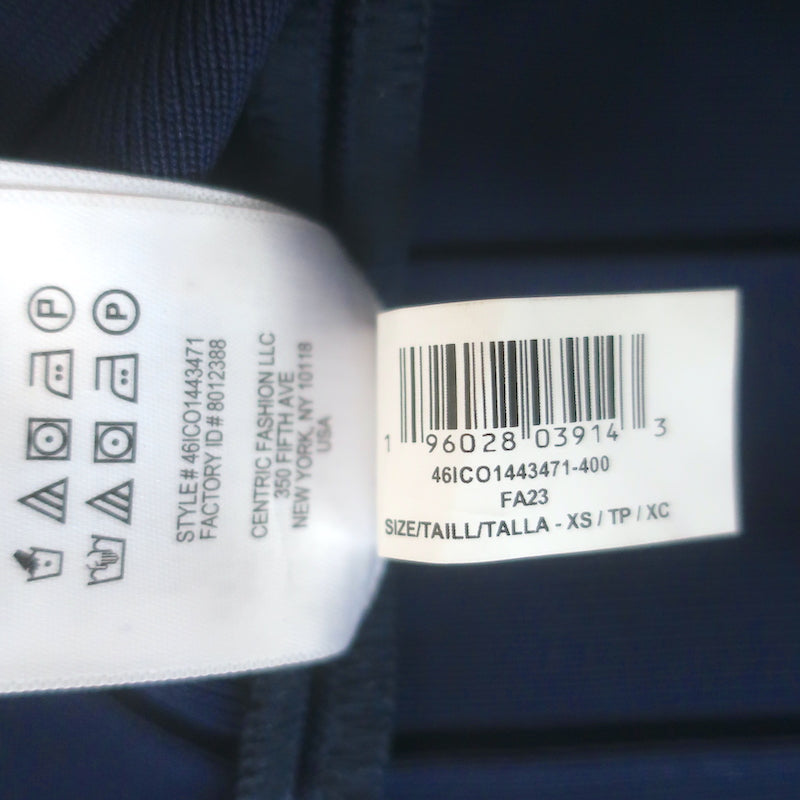 P
P
STYLE# 46ICO1443471
FACTORY ID# 8012388
CENTRIC FASHION LLC
350 FIFTH AVE
NEW YORK, NY 10118
USA
1 96028 03914 3
46ICO1443471-400
FA23
SIZE/TAILL/TALLA - XS / TP / XC